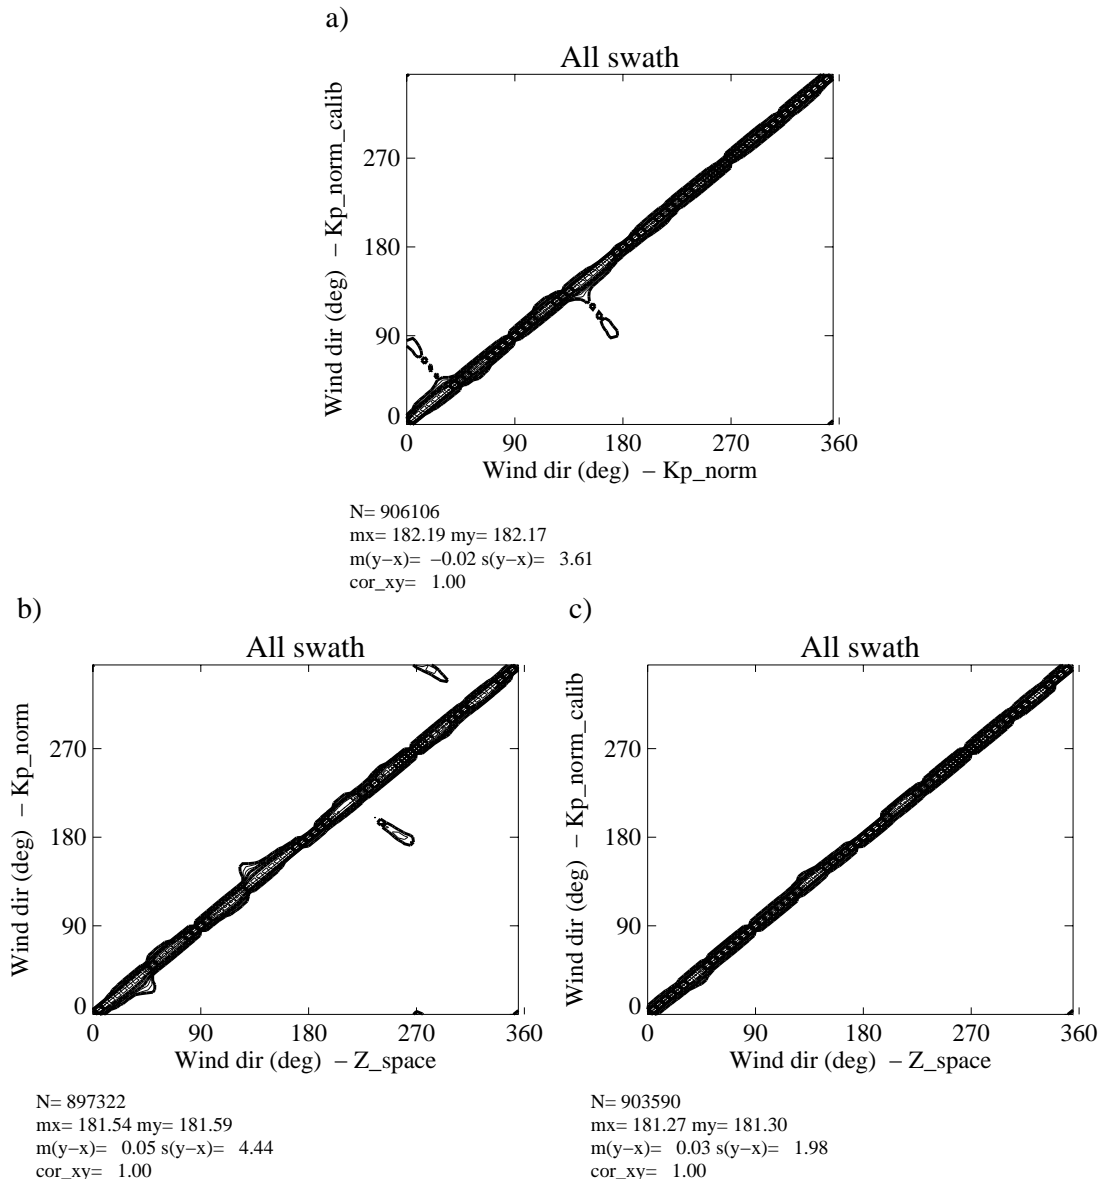 a)
All swath
Wind dir (deg)  – Kp_norm_calib
270
180
90
0
0 90 180 270 360
Wind dir (deg)  – Kp_norm
N= 906106
mx= 182.19 my= 182.17
m(y−x)=  −0.02 s(y−x)=   3.61
cor_xy=   1.00
b)
All swath
Wind dir (deg)  – Kp_norm
270
180
90
0
0 90 180 270 360
Wind dir (deg)  – Z_space
N= 897322
mx= 181.54 my= 181.59
m(y−x)=   0.05 s(y−x)=   4.44
cor_xy=   1.00
c)
All swath
Wind dir (deg)  – Kp_norm_calib
270
180
90
0
0 90 180 270 360
Wind dir (deg)  – Z_space
N= 903590
mx= 181.27 my= 181.30
m(y−x)=   0.03 s(y−x)=   1.98
cor_xy=   1.00